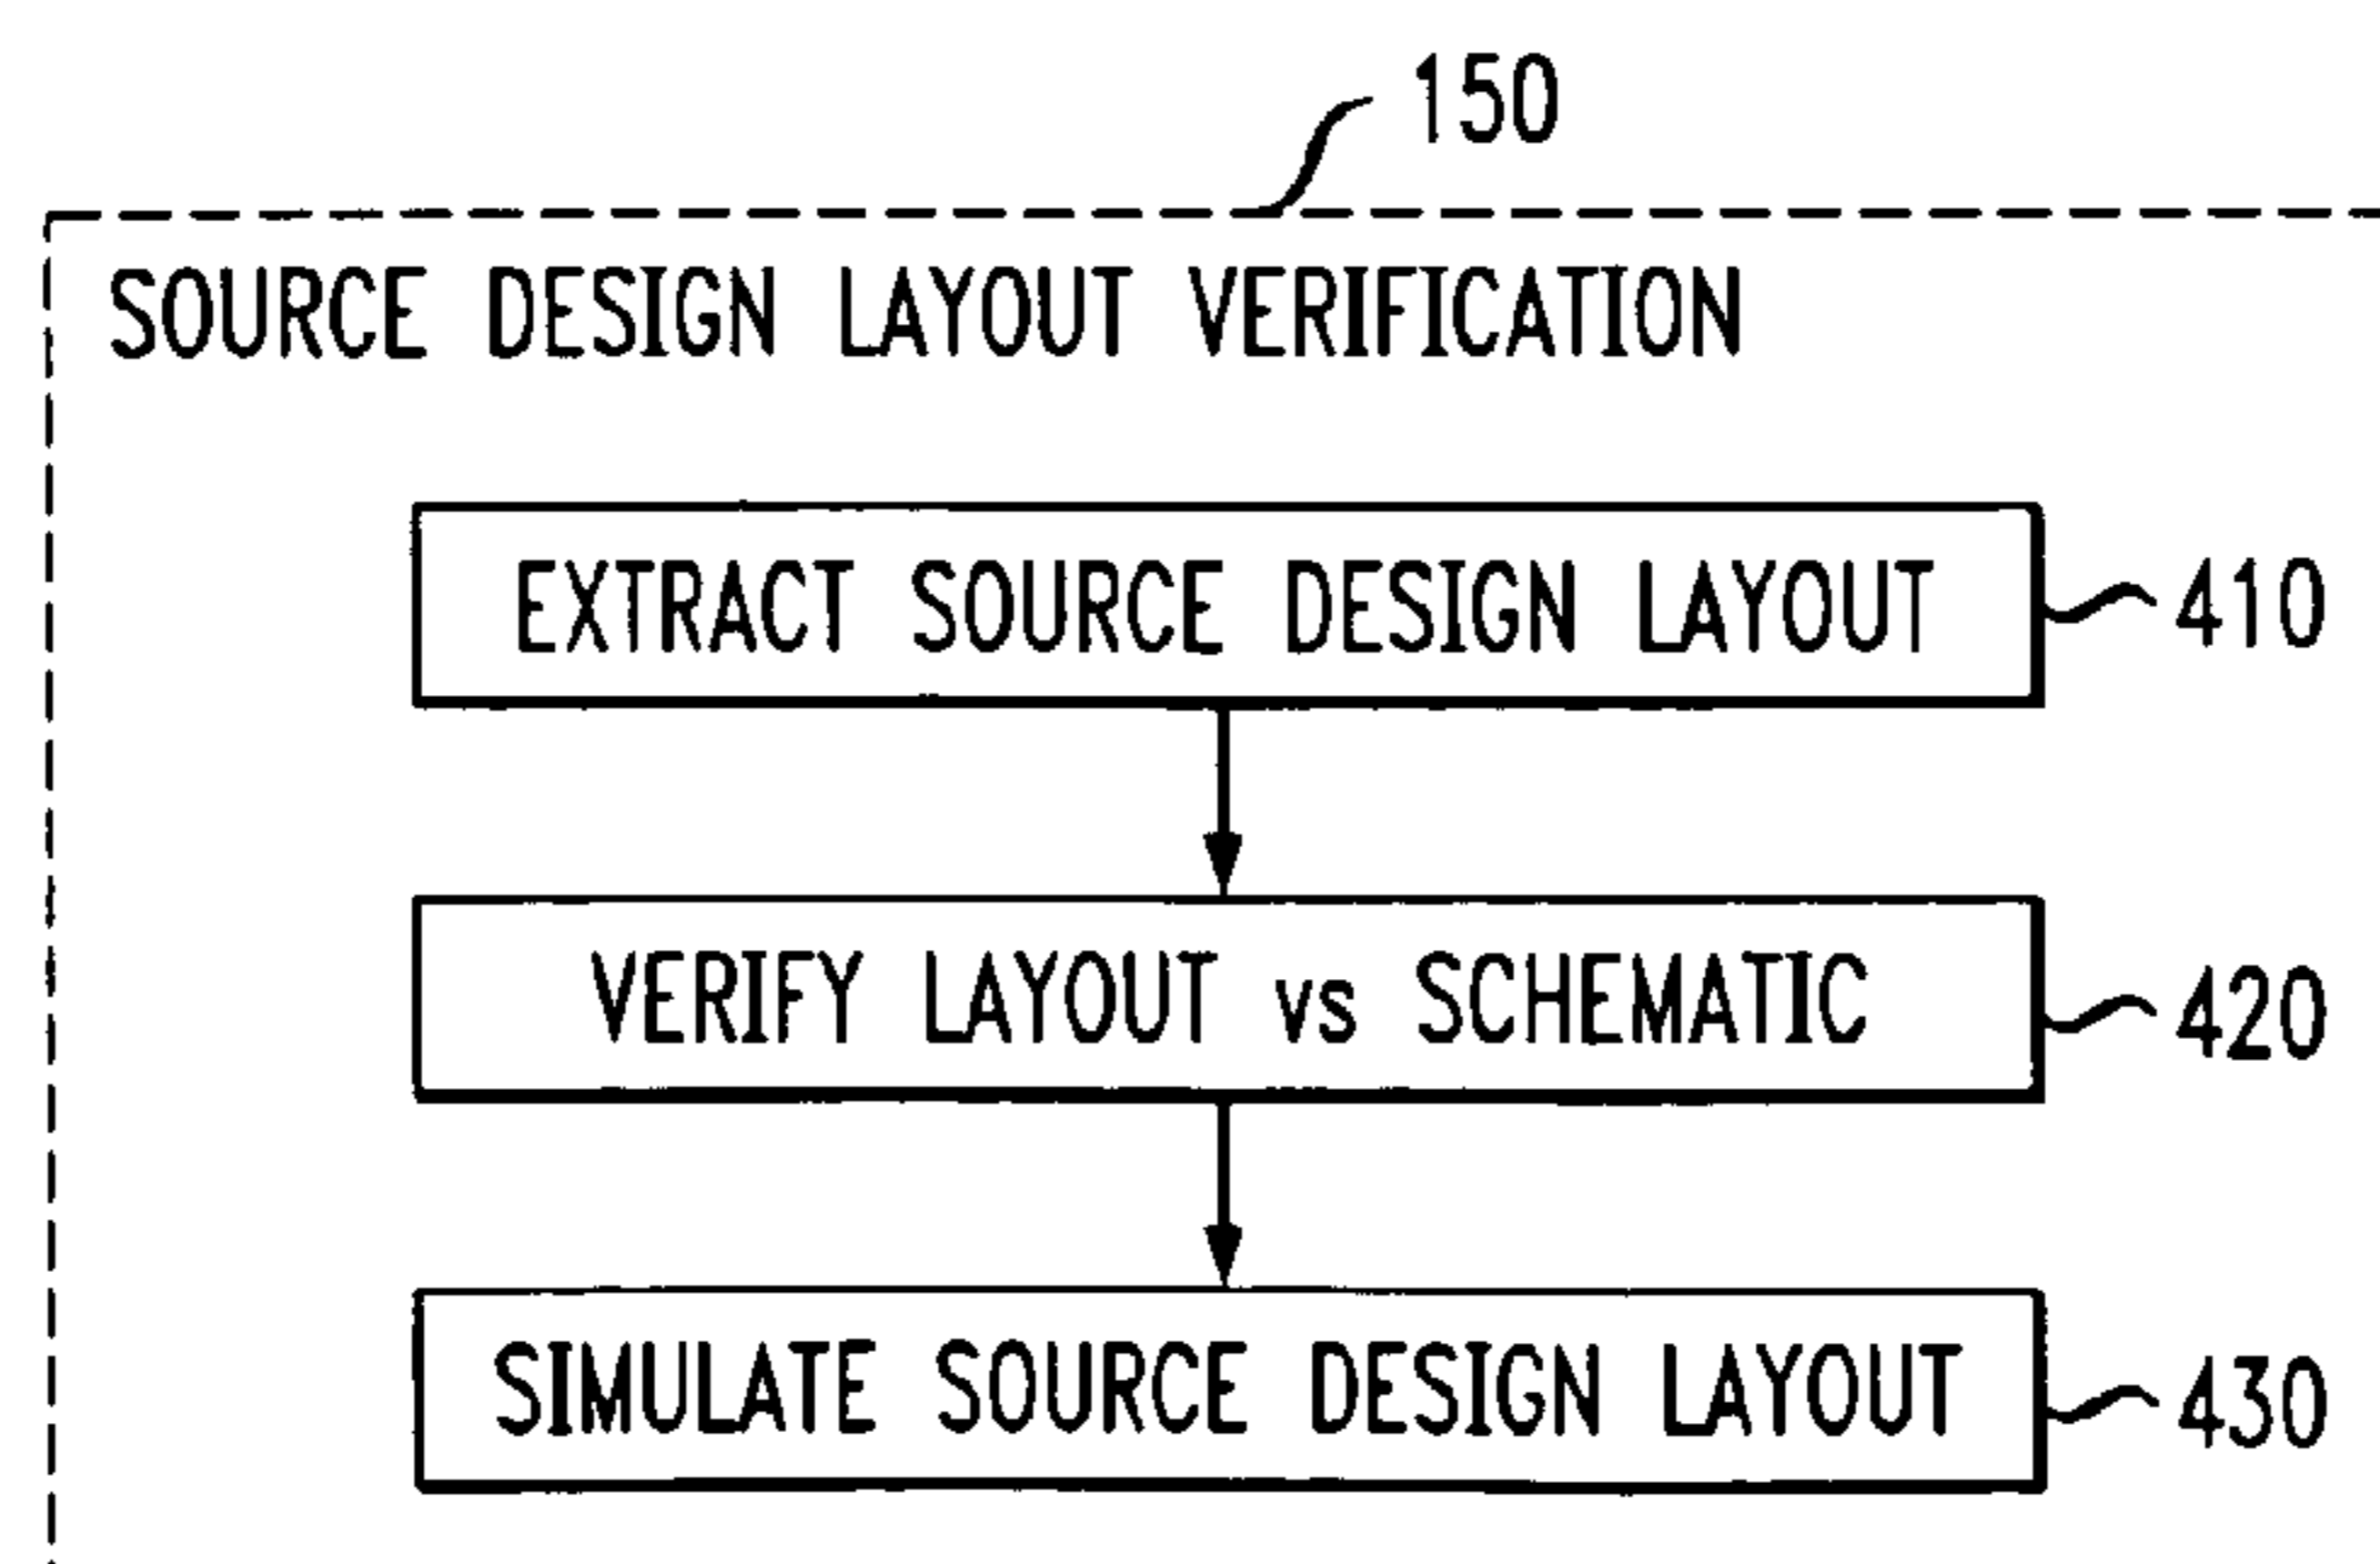 150
SOURCE DESIGN LAYOUT VERIFICATION
EXTRACT SOURCE DESIGN LAYOUT
410
VERIFY LAYOUT vs SCHEMATIC
420
SIMULATE SOURCE DESIGN LAYOUT
430